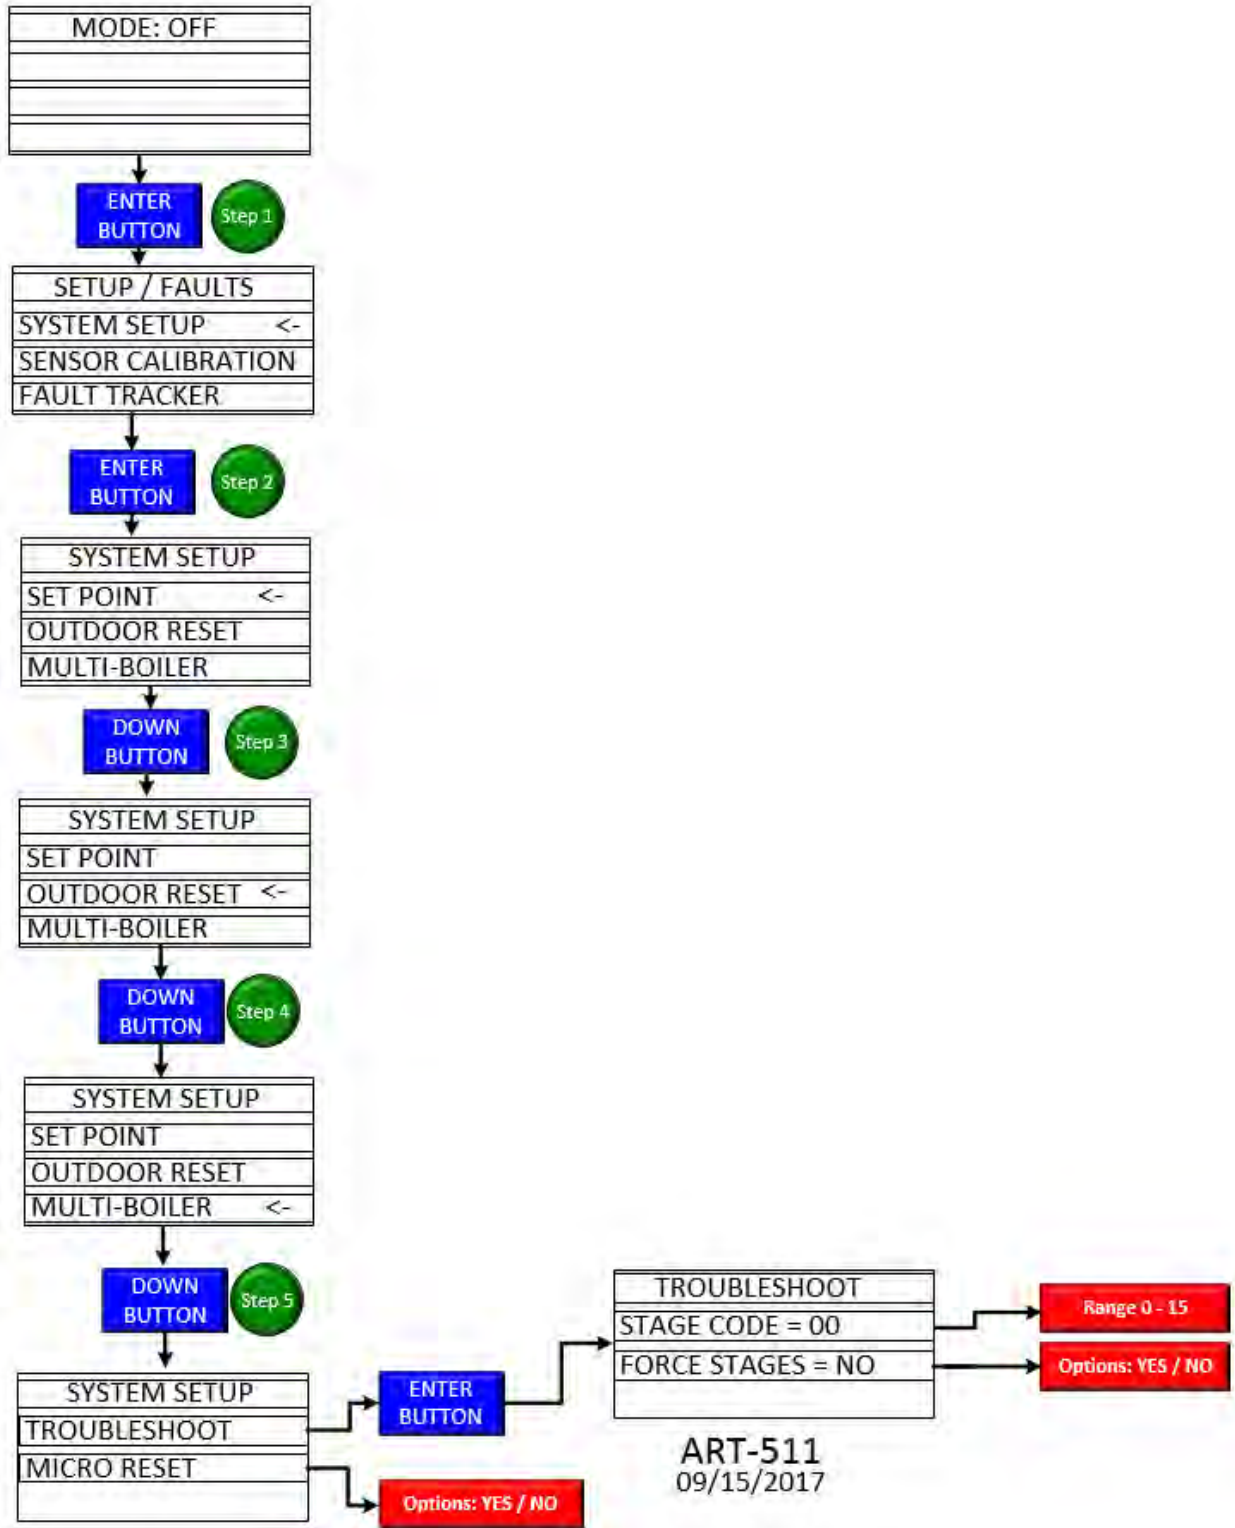 MODE: OFF
ENTER
BUTTON
Step 1
SETUP / FAULTS
SYSTEM SETUP <-
SENSOR CALIBRATION
FAULT TRACKER
ENTER
BUTTON
Step 2
SYSTEM SETUP
SET POINT <-
OUTDOOR RESET
MULTI-BOILER
DOWN
BUTTON
Step 3
SYSTEM SETUP
SET POINT
OUTDOOR RESET <-
MULTI-BOILER
DOWN
BUTTON
Step 4
SYSTEM SETUP
SET POINT
OUTDOOR RESET
MULTI-BOILER <-
DOWN
BUTTON
Step 5
SYSTEM SETUP
TROUBLESHOOT
MICRO RESET
ENTER
BUTTON
Options: YES / NO
TROUBLESHOOT
STAGE CODE = 00
FORCE STAGES = NO
Range 0 - 15
Options: YES / NO
ART-511
09/15/2017